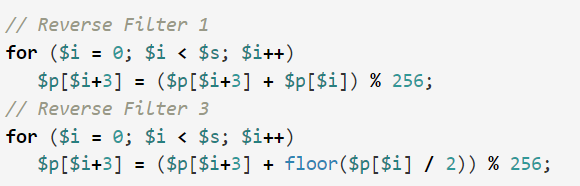 // Reverse Filter 1
for ($i = 0; $i < $s; $i++)
$p[$i+3] = ($p[$i+3] + $p[$i]) % 256;
// Reverse Filter 3
for ($i = 0; $i < $s; $i++)
$p[$i+3] = ($p[$i+3] + floor($p[$i] / 2)) % 256;